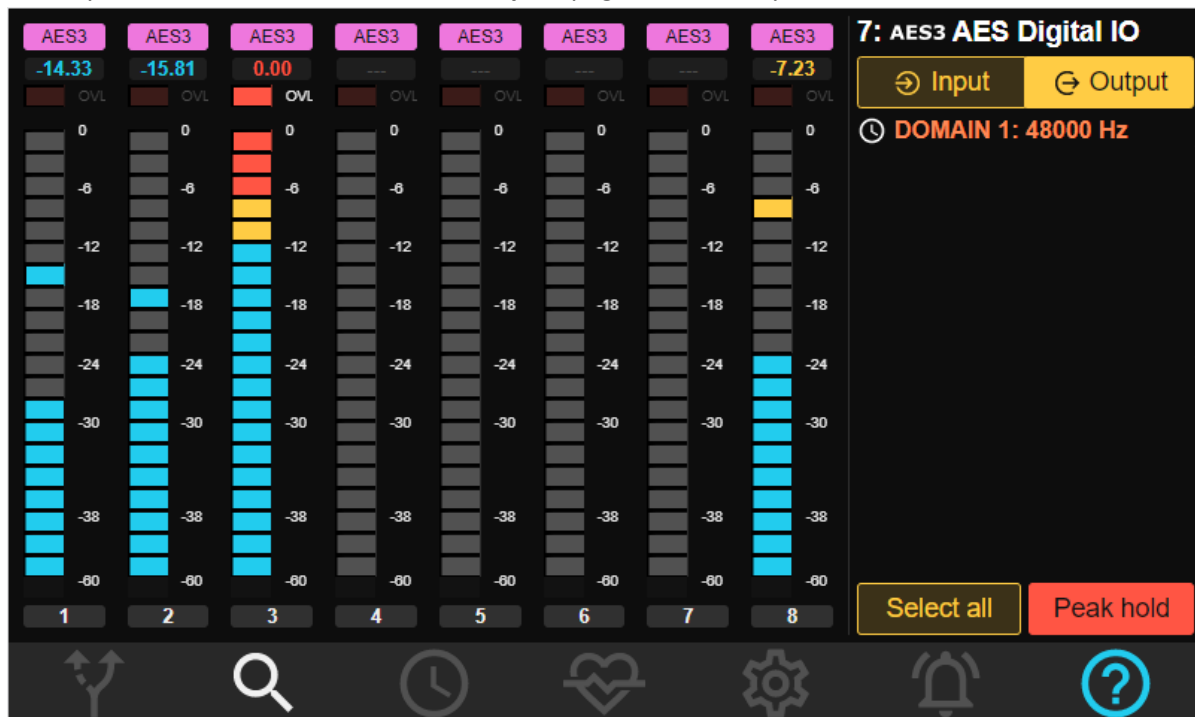 AES3 AES3 AES3 AES3 AES3 AES3 AES3 AES3
-14.33 -15.81 0.00 --- --- --- --- -7.23
OVL OVL OVL OVL OVL OVL OVL OVL
0 0 0 0 0 0 0 0
-6 -6 -6 -6 -6 -6 -6 -6
-12 -12 -12 -12 -12 -12 -12 -12
-18 -18 -18 -18 -18 -18 -18 -18
-24 -24 -24 -24 -24 -24 -24 -24
-30 -30 -30 -30 -30 -30 -30 -30
-38 -38 -38 -38 -38 -38 -38 -38
-60 -60 -60 -60 -60 -60 -60 -60
1 2 3 4 5 6 7 8
7: AES3 AES Digital IO
Input Output
DOMAIN 1: 48000 Hz
Select all Peak hold
?